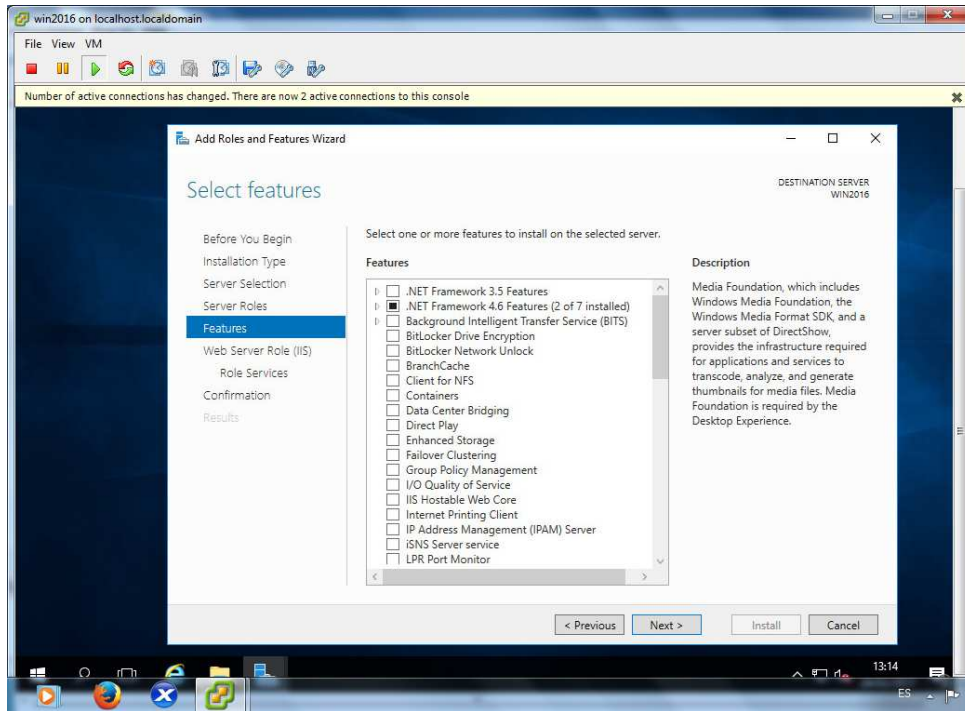 win2016 on localhost.localdomain
File View VM
Number of active connections has changed. There are now 2 active connections to this console
Add Roles and Features Wizard
Select features
DESTINATION SERVER
WIN2016
Before You Begin
Installation Type
Server Selection
Server Roles
Features
Web Server Role (IIS)
Role Services
Confirmation
Results
Select one or more features to install on the selected server.
Features
.NET Framework 3.5 Features
.NET Framework 4.6 Features (2 of 7 installed)
Background Intelligent Transfer Service (BITS)
BitLocker Drive Encryption
BitLocker Network Unlock
BranchCache
Client for NFS
Containers
Data Center Bridging
Direct Play
Enhanced Storage
Failover Clustering
Group Policy Management
I/O Quality of Service
IIS Hostable Web Core
Internet Printing Client
IP Address Management (IPAM) Server
iSNS Server service
LPR Port Monitor
Description
Media Foundation, which includes
Windows Media Foundation, the
Windows Media Format SDK, and a
server subset of DirectShow,
provides the infrastructure required
for applications and services to
transcode, analyze, and generate
thumbnails for media files. Media
Foundation is required by the
Desktop Experience.
< Previous
Next >
Install
Cancel
13:14
ES